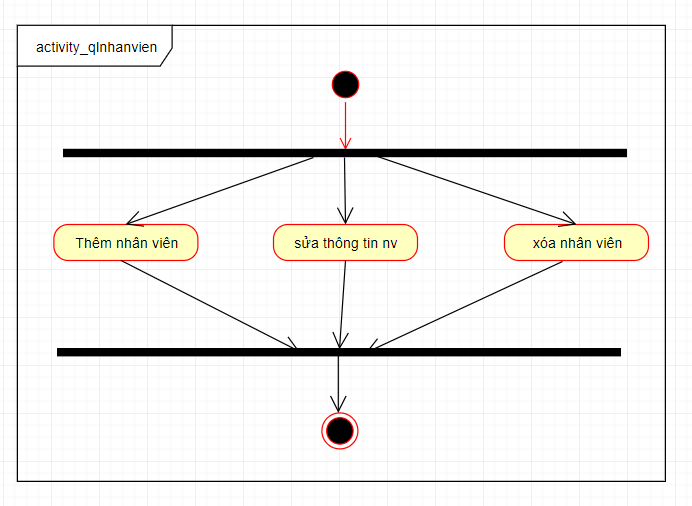 activity_qlnhanvien
Thêm nhân viên
sửa thông tin nv
xóa nhân viên